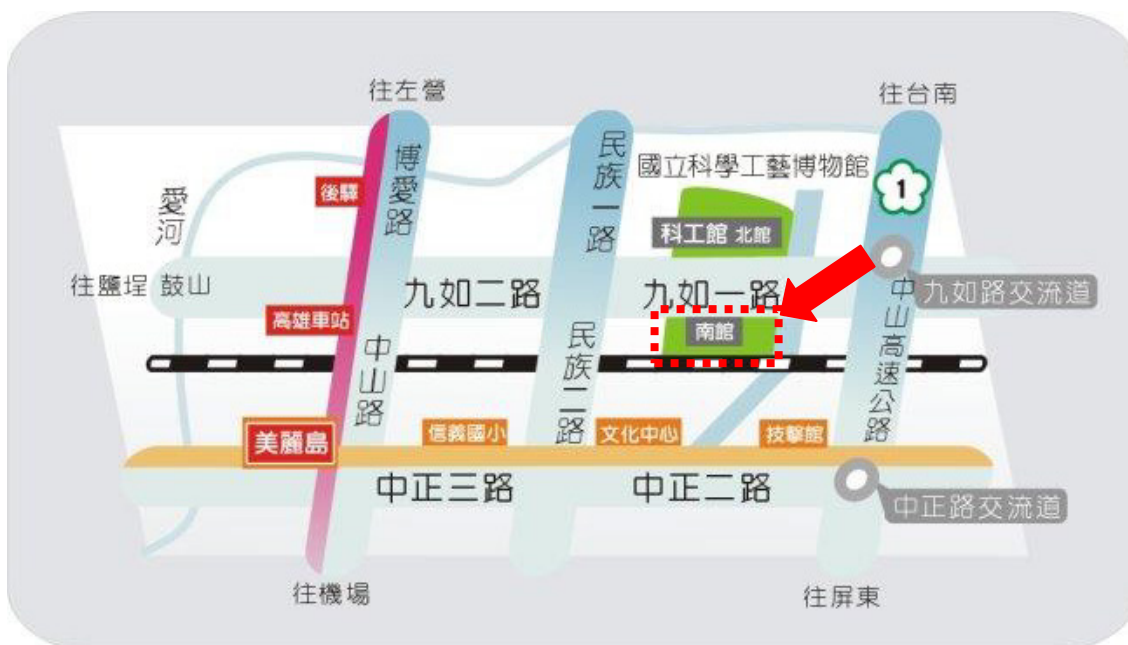 往左營
往台南
民族一路
國立科學工藝博物館
博愛路
1
後驛
愛河
科工館 北館
往鹽埕 鼓山
九如二路
九如一路
九如路交流道
高雄車站
南館
中山路
民族二路
中山高速公路
美麗島
信義國小
文化中心
技擊館
中正三路
中正二路
中正路交流道
往機場
往屏東